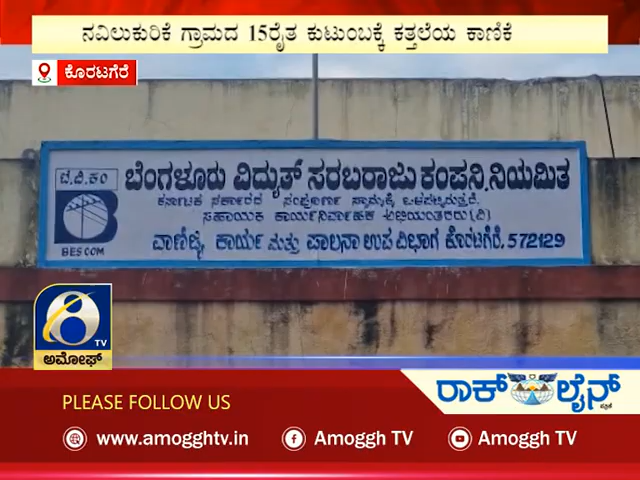 ನವಿಲುಕುರಿಕೆ ಗ್ರಾಮದ 15ರೈತ ಕುಟುಂಬಕ್ಕೆ ಕತ್ತಲೆಯ ಕಾಣಿಕೆ
ಕೊರಟಗೆರೆ
ಬೆಂಗಳೂರು ವಿದ್ಯುತ್ ಸರಬರಾಜು ಕಂಪನಿ.ನಿಯಮಿತ
ಬೆ.ವಿ.ಕಂ
ಕರ್ನಾಟಕ ಸರ್ಕಾರದ ಸಂಪೂರ್ಣ ಸ್ವಾಮ್ಯಕ್ಕೆ ಒಳಪಟ್ಟಿರುತ್ತದೆ.
ಸಹಾಯಕ ಕಾರ್ಯನಿರ್ವಾಹಕ ಅಭಿಯಂತರರು(ವಿ)
BESCOM
ವಾಣಿಜ್ಯ ಕಾರ್ಯ ಮತ್ತು ಪಾಲನಾ ಉಪ ವಿಭಾಗ ಕೊರಟಗೆರೆ. 572129
TV
ಅಮೋಘ್
ರಾಕ್ ಲೈನ್
PLEASE FOLLOW US
www.amogghtv.in Amoggh TV Amoggh TV